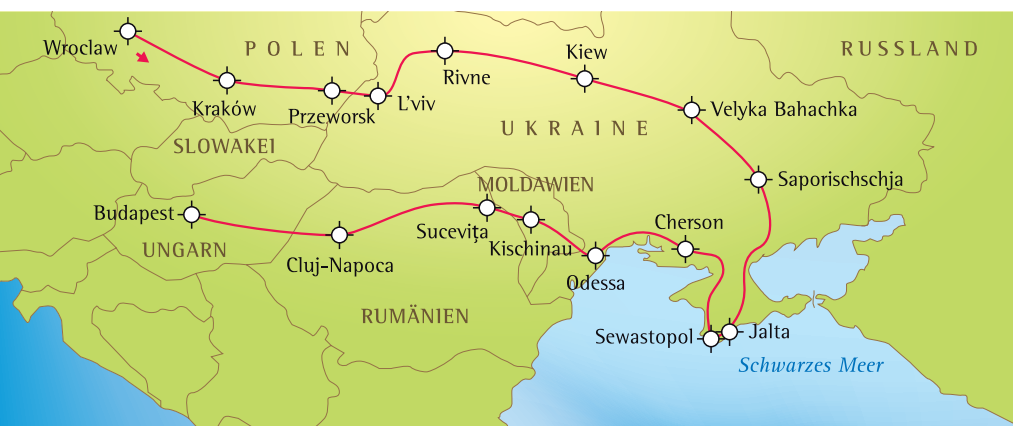 Wroclaw
POLEN
RUSSLAND
Kiew
Rivne
Kraków
Przeworsk
L'viv
Velyka Bahachka
UKRAINE
SLOWAKEI
MOLDAWIEN
Saporischschja
Budapest
Suceviţa
Cherson
UNGARN
Kischinau
Cluj-Napoca
Odessa
RUMÄNIEN
Sewastopol
Jalta
Schwarzes Meer